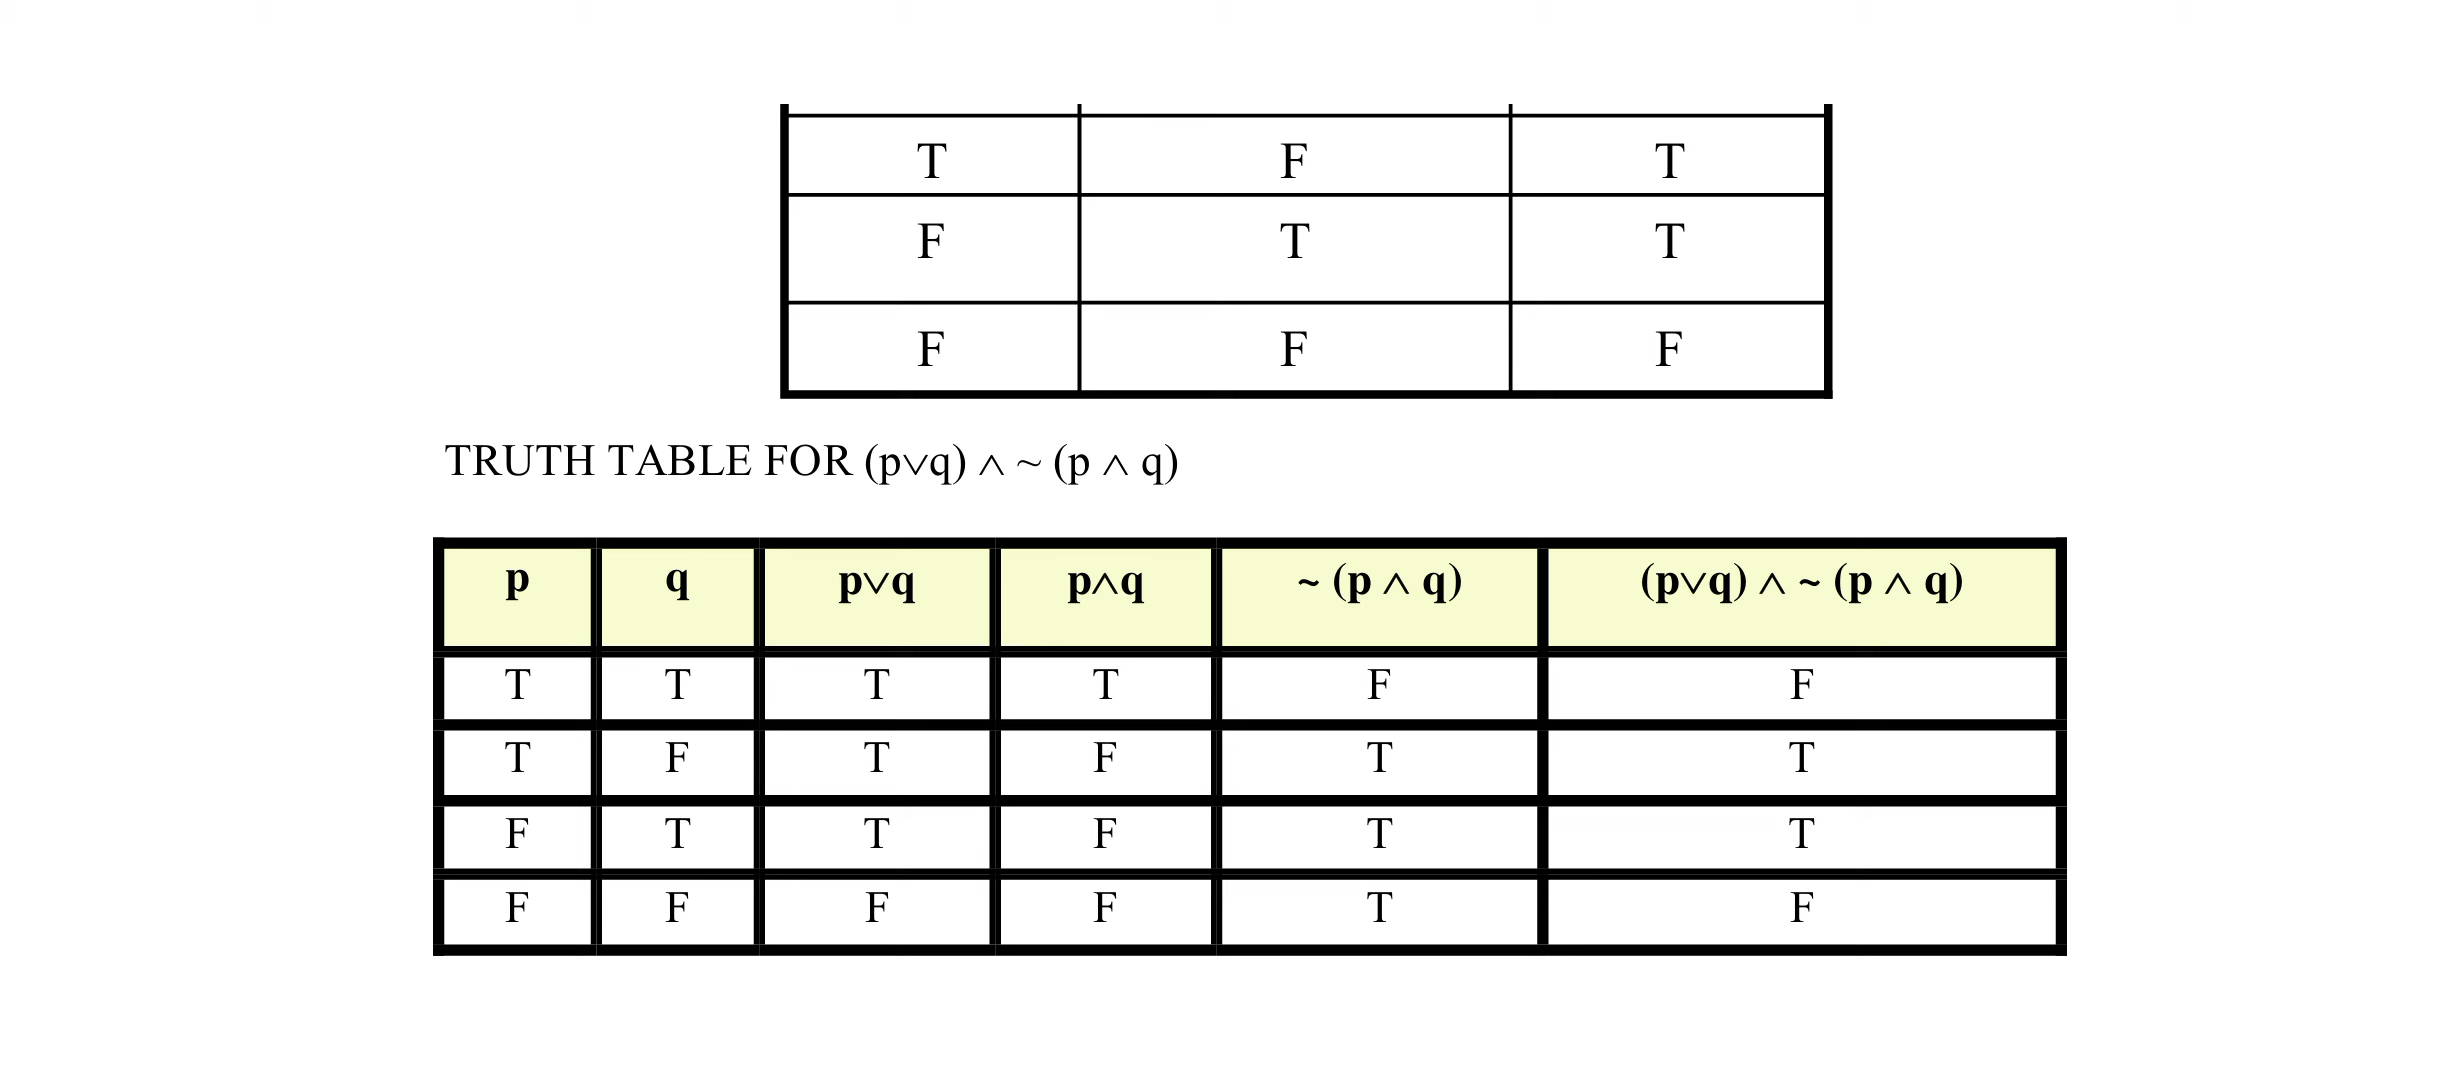 T F T
F T T
F F F
TRUTH TABLE FOR (p∨q) ∧ ~ (p ∧ q)
p q p∨q p∧q ~ (p ∧ q) (p∨q) ∧ ~ (p ∧ q)
T T T T F F
T F T F T T
F T T F T T
F F F F T F